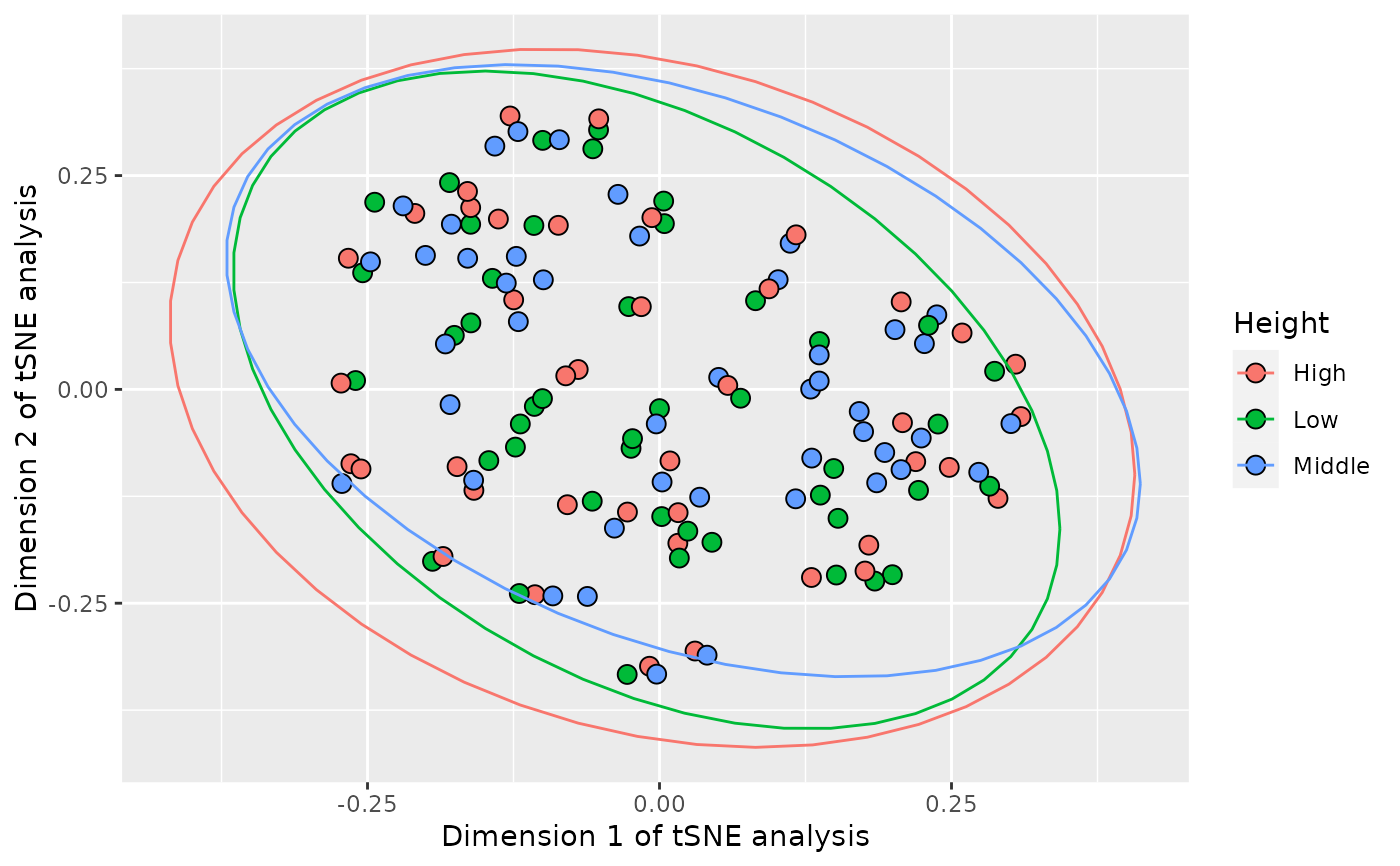 Dimension 2 of tSNE analysis
0.25
0.00
-0.25
-0.25
0.00
0.25
Dimension 1 of tSNE analysis
Height
High
Low
Middle